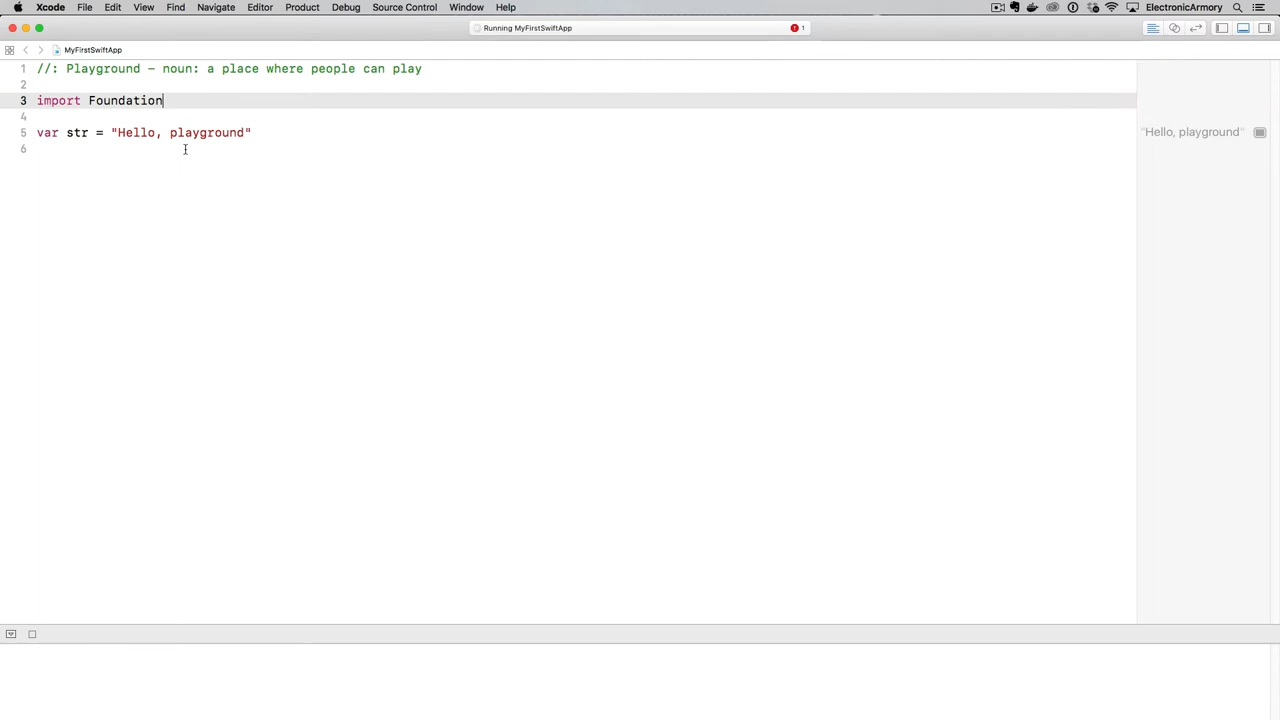 Xcode File Edit View Find Navigate Editor Product Debug Source Control Window Help ElectronicArmory
Running MyFirstSwiftApp 1
MyFirstSwiftApp
1 //: Playground - noun: a place where people can play
2
3 import Foundation
4
5 var str = "Hello, playground" "Hello, playground"
6